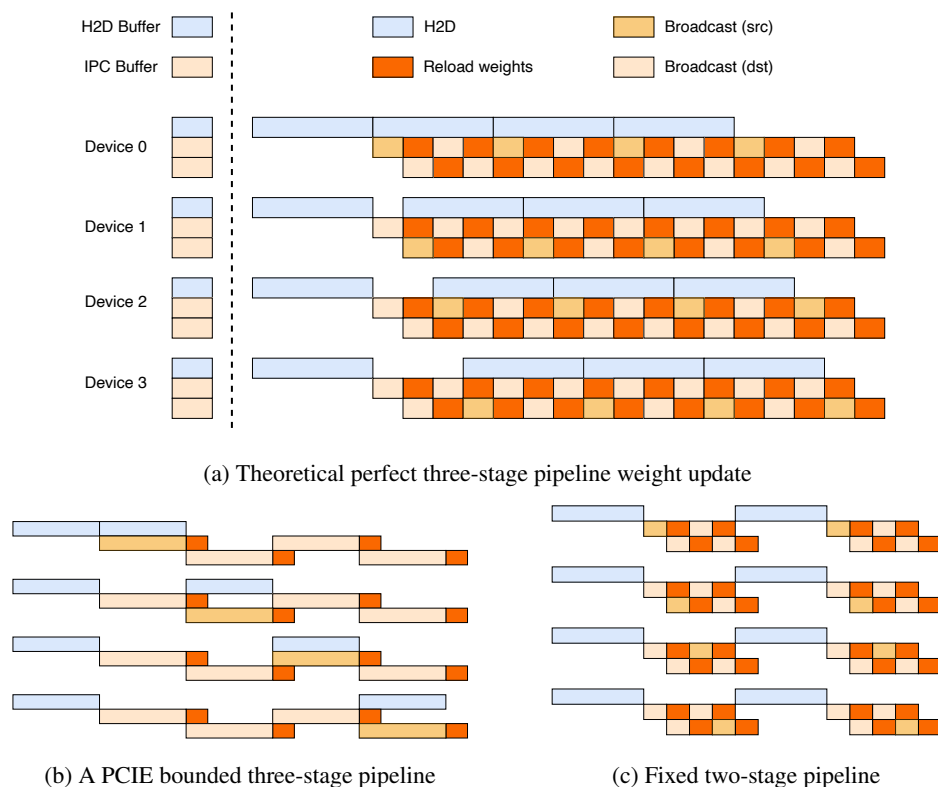 H2D Buffer
H2D
Broadcast (src)
IPC Buffer
Reload weights
Broadcast (dst)
Device 0
Device 1
Device 2
Device 3
(a) Theoretical perfect three-stage pipeline weight update
(b) A PCIE bounded three-stage pipeline
(c) Fixed two-stage pipeline